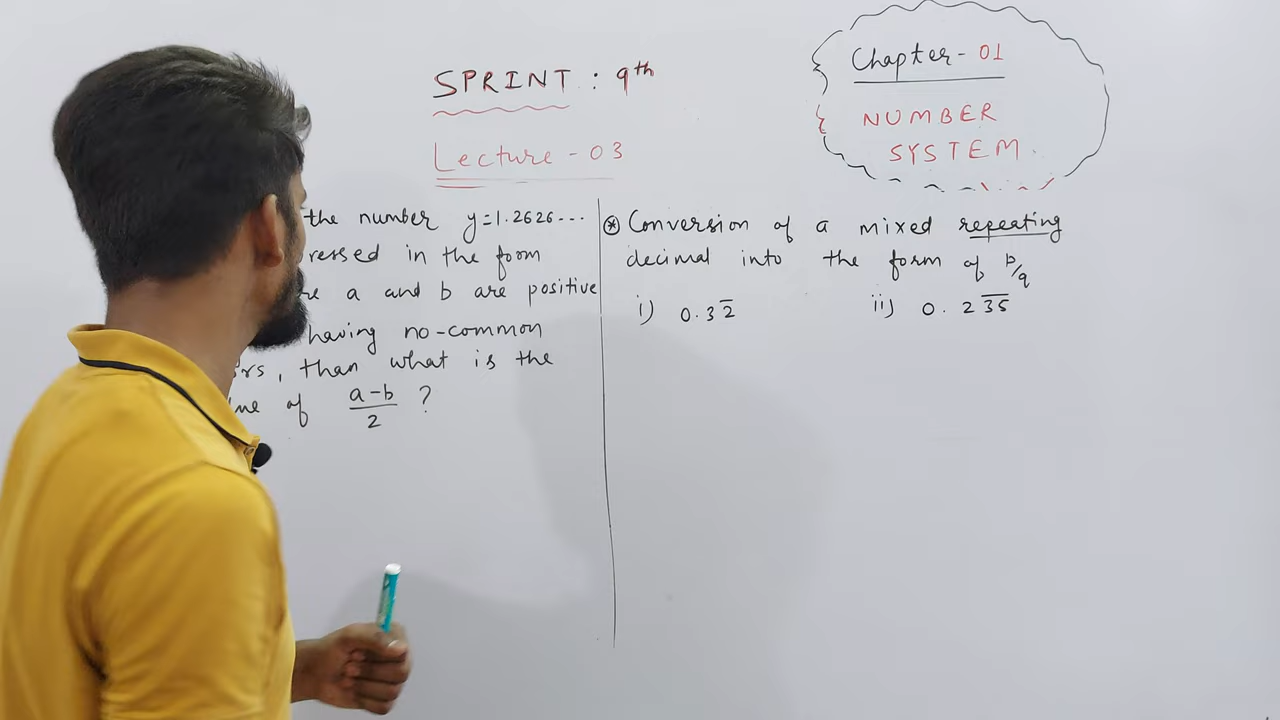 SPRINT : 9th
Lecture - 03
Chapter - 01
NUMBER
SYSTEM
the number y=1.2626...
ressed in the form
re a and b are positive
having no-common
rs, than what is the
ue of a-b/2 ?
⊛ Conversion of a mixed repeating
decimal into the form of p/q
i) 0.32̅ ii) 0.23̅5̅